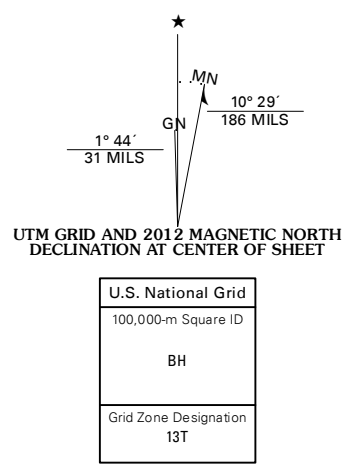 ★
MN
GN
10° 29´
186 MILS
1° 44´
31 MILS
UTM GRID AND 2012 MAGNETIC NORTH
DECLINATION AT CENTER OF SHEET
U.S. National Grid
100,000-m Square ID
BH
Grid Zone Designation
13T